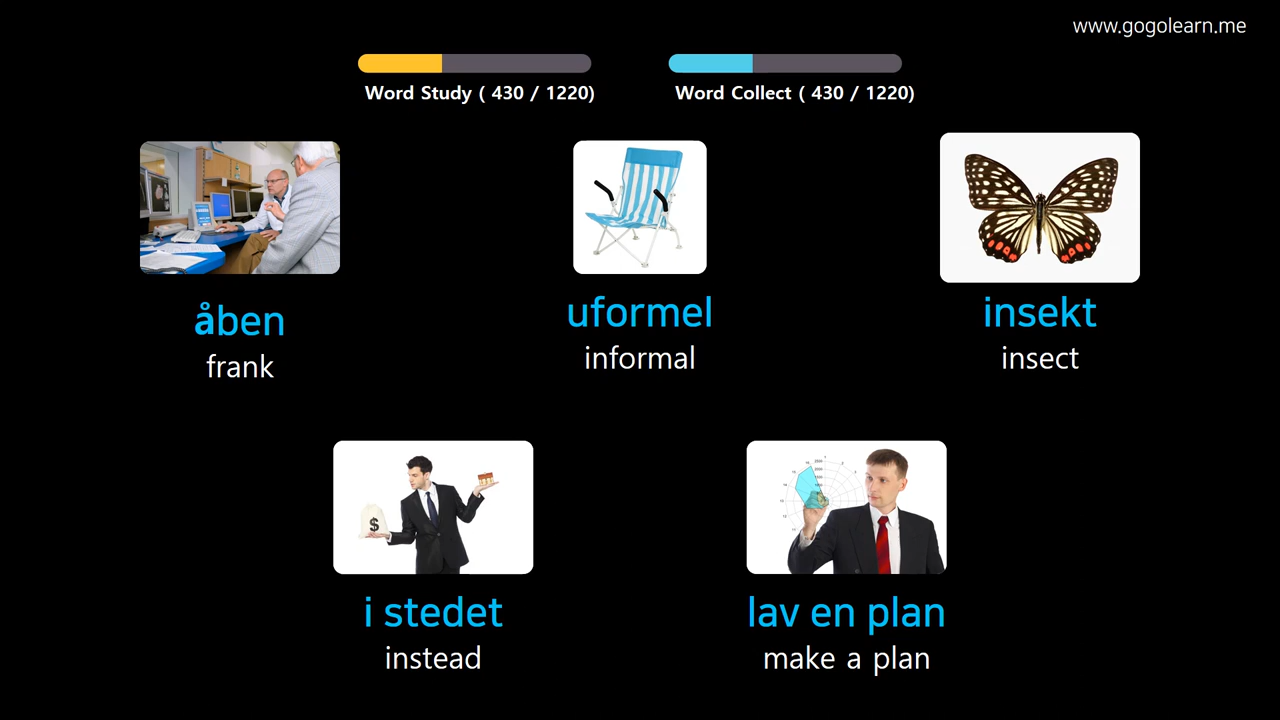 www.gogolearn.me
Word Study ( 430 / 1220)
Word Collect ( 430 / 1220)
åben
frank
uformel
informal
insekt
insect
$
i stedet
instead
lav en plan
make a plan